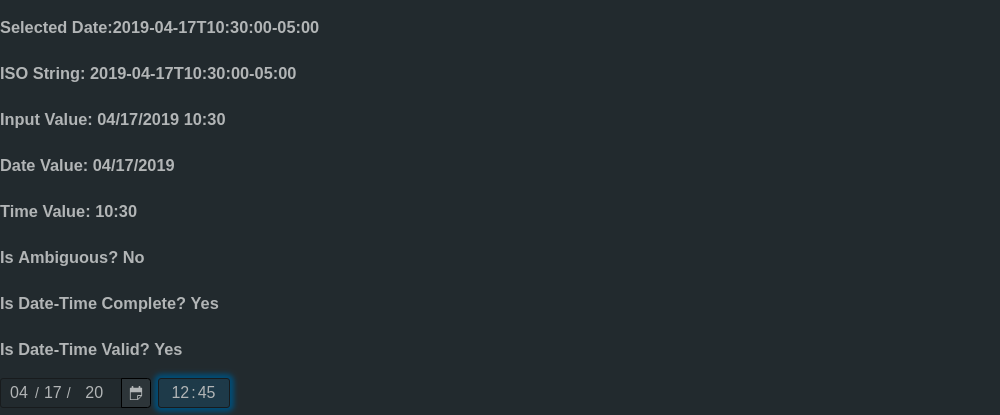 Selected Date:2019-04-17T10:30:00-05:00
ISO String: 2019-04-17T10:30:00-05:00
Input Value: 04/17/2019 10:30
Date Value: 04/17/2019
Time Value: 10:30
Is Ambiguous? No
Is Date-Time Complete? Yes
Is Date-Time Valid? Yes
04 / 17 / 20 12:45